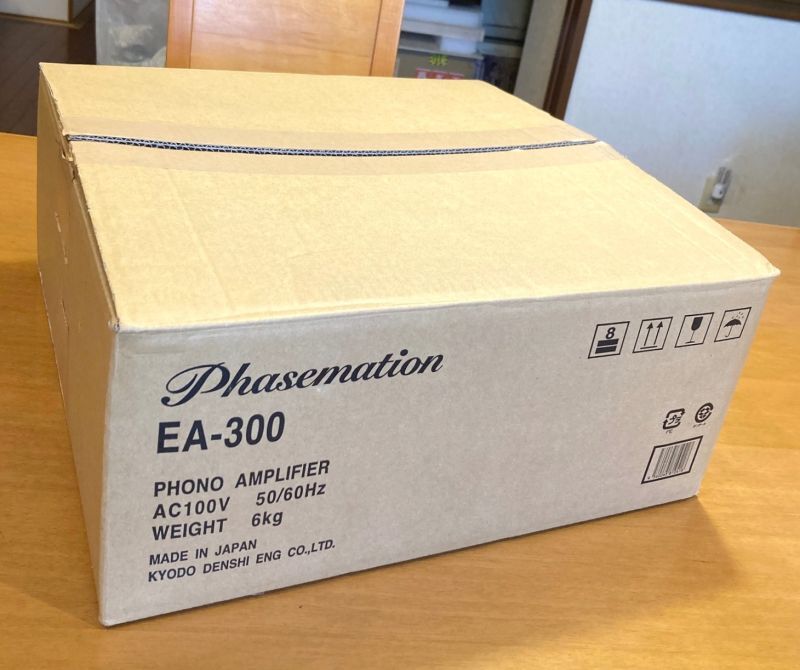 Phasemation
EA-300
PHONO AMPLIFIER
AC100V 50/60Hz
WEIGHT 6kg
MADE IN JAPAN
KYODO DENSHI ENG CO.,LTD.
8